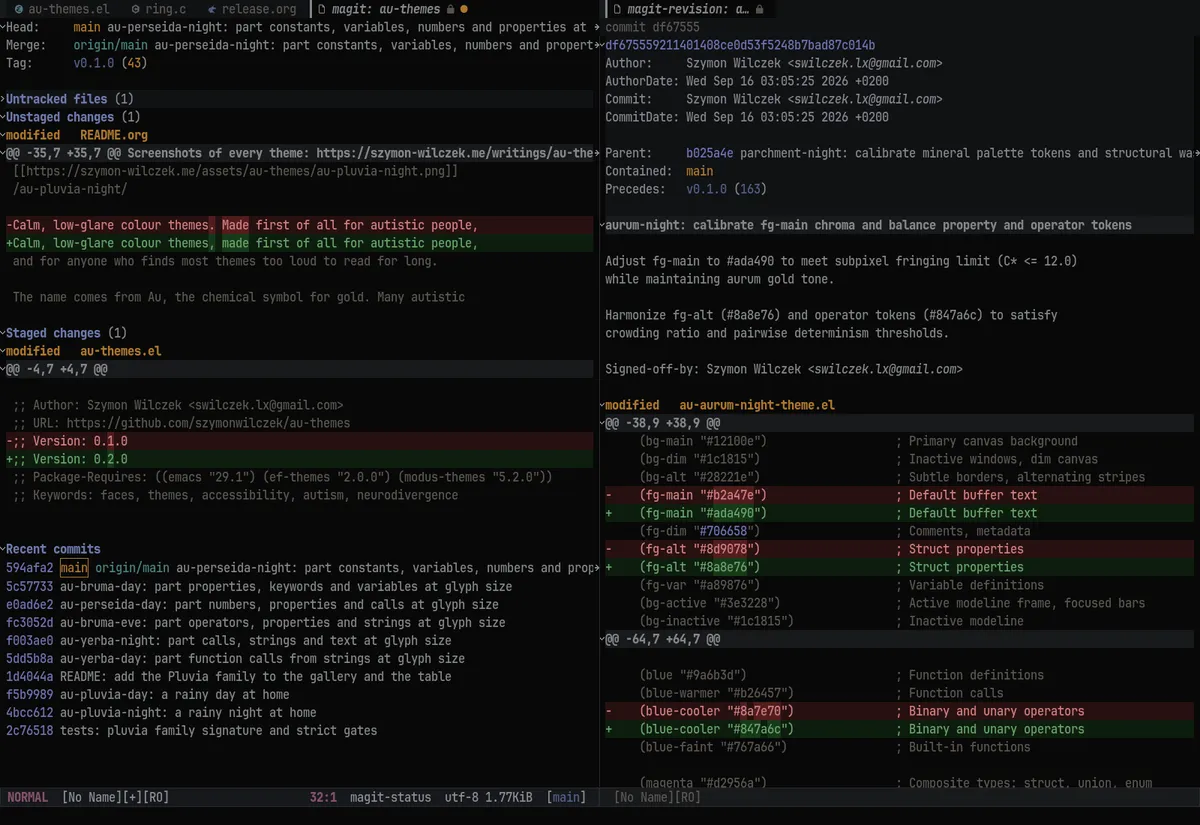 au-themes.el ring.c release.org magit: au-themes
Head: main au-perseida-night: part constants, variables, numbers and properties at
Merge: origin/main au-perseida-night: part constants, variables, numbers and propert
Tag: v0.1.0 (43)
Untracked files (1)
Unstaged changes (1)
modified README.org
@@ -35,7 +35,7 @@ Screenshots of every theme: https://szymon-wilczek.me/writings/au-the
[[https://szymon-wilczek.me/assets/au-themes/au-pluvia-night.png]]
/au-pluvia-night/
-Calm, low-glare colour themes. Made first of all for autistic people,
+Calm, low-glare colour themes, made first of all for autistic people,
and for anyone who finds most themes too loud to read for long.
The name comes from Au, the chemical symbol for gold. Many autistic
Staged changes (1)
modified au-themes.el
@@ -4,7 +4,7 @@
;; Author: Szymon Wilczek <swilczek.lx@gmail.com>
;; URL: https://github.com/szymonwilczek/au-themes
-;; Version: 0.1.0
+;; Version: 0.2.0
;; Package-Requires: ((emacs "29.1") (ef-themes "2.0.0") (modus-themes "5.2.0"))
;; Keywords: faces, themes, accessibility, autism, neurodivergence
Recent commits
594afa2 main origin/main au-perseida-night: part constants, variables, numbers and prop
5c57733 au-bruma-day: part properties, keywords and variables at glyph size
e0ad6e2 au-perseida-day: part numbers, properties and calls at glyph size
fc3052d au-bruma-eve: part operators, properties and strings at glyph size
f003ae0 au-yerba-night: part calls, strings and text at glyph size
5dd5b8a au-yerba-day: part function calls from strings at glyph size
1d4044a README: add the Pluvia family to the gallery and the table
f5b9989 au-pluvia-day: a rainy day at home
4bcc612 au-pluvia-night: a rainy night at home
2c76518 tests: pluvia family signature and strict gates
NORMAL [No Name][+][RO] 32:1 magit-status utf-8 1.77KiB [main]
magit-revision: a…
commit df67555
df675559211401408ce0d53f5248b7bad87c014b
Author: Szymon Wilczek <swilczek.lx@gmail.com>
AuthorDate: Wed Sep 16 03:05:25 2026 +0200
Commit: Szymon Wilczek <swilczek.lx@gmail.com>
CommitDate: Wed Sep 16 03:05:25 2026 +0200
Parent: b025a4e parchment-night: calibrate mineral palette tokens and structural wa
Contained: main
Precedes: v0.1.0 (163)
aurum-night: calibrate fg-main chroma and balance property and operator tokens
Adjust fg-main to #ada490 to meet subpixel fringing limit (C* <= 12.0)
while maintaining aurum gold tone.
Harmonize fg-alt (#8a8e76) and operator tokens (#847a6c) to satisfy
crowding ratio and pairwise determinism thresholds.
Signed-off-by: Szymon Wilczek <swilczek.lx@gmail.com>
modified au-aurum-night-theme.el
@@ -38,9 +38,9 @@
(bg-main "#12100e") ; Primary canvas background
(bg-dim "#1c1815") ; Inactive windows, dim canvas
(bg-alt "#28221e") ; Subtle borders, alternating stripes
- (fg-main "#b2a47e") ; Default buffer text
+ (fg-main "#ada490") ; Default buffer text
(fg-dim "#706658") ; Comments, metadata
- (fg-alt "#8d9078") ; Struct properties
+ (fg-alt "#8a8e76") ; Struct properties
(fg-var "#a89876") ; Variable definitions
(bg-active "#3e3228") ; Active modeline frame, focused bars
(bg-inactive "#1c1815") ; Inactive modeline
@@ -64,7 +64,7 @@
(blue "#9a6b3d") ; Function definitions
(blue-warmer "#b26457") ; Function calls
- (blue-cooler "#8a7e70") ; Binary and unary operators
+ (blue-cooler "#847a6c") ; Binary and unary operators
(blue-faint "#767a66") ; Built-in functions
(magenta "#d2956a") ; Composite types: struct, union, enum
[No Name][RO]